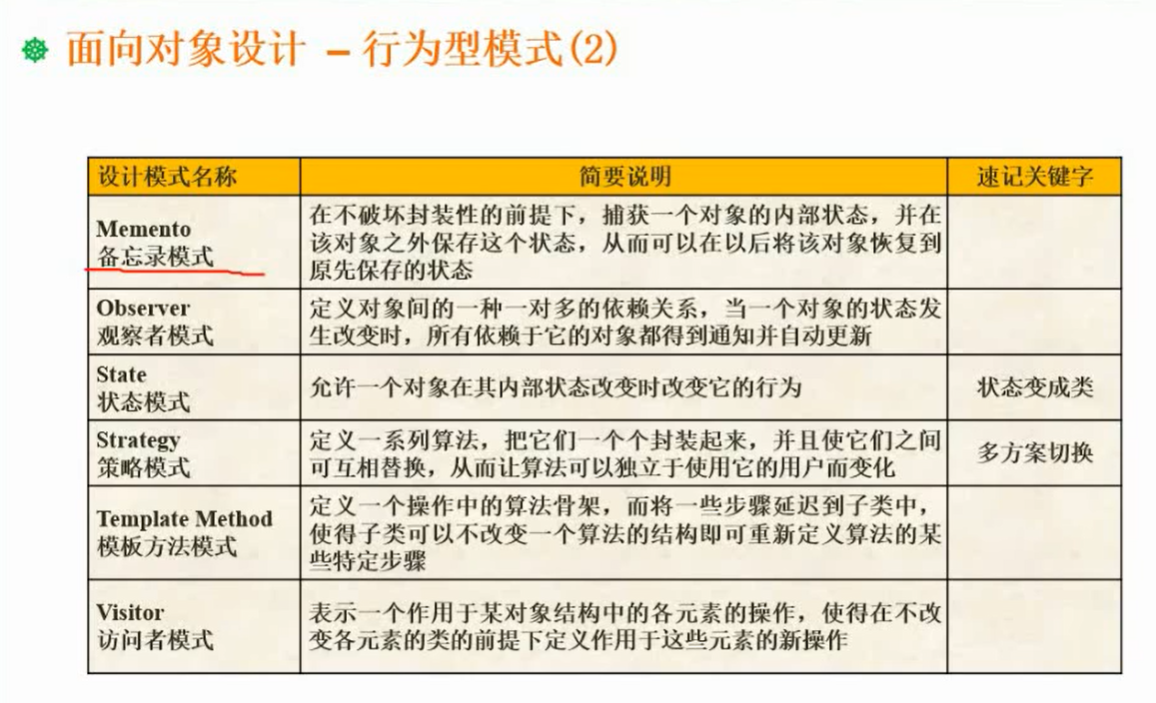 面向对象设计 – 行为型模式(2)
设计模式名称
简要说明
速记关键字
Memento
备忘录模式
在不破坏封装性的前提下，捕获一个对象的内部状态，并在
该对象之外保存这个状态，从而可以在以后将该对象恢复到
原先保存的状态
Observer
观察者模式
定义对象间的一种一对多的依赖关系，当一个对象的状态发
生改变时，所有依赖于它的对象都得到通知并自动更新
State
状态模式
允许一个对象在其内部状态改变时改变它的行为
状态变成类
Strategy
策略模式
定义一系列算法，把它们一个个封装起来，并且使它们之间
可互相替换，从而让算法可以独立于使用它的用户而变化
多方案切换
Template Method
模板方法模式
定义一个操作中的算法骨架，而将一些步骤延迟到子类中，
使得子类可以不改变一个算法的结构即可重新定义算法的某
些特定步骤
Visitor
访问者模式
表示一个作用于某对象结构中的各元素的操作，使得在不改
变各元素的类的前提下定义作用于这些元素的新操作